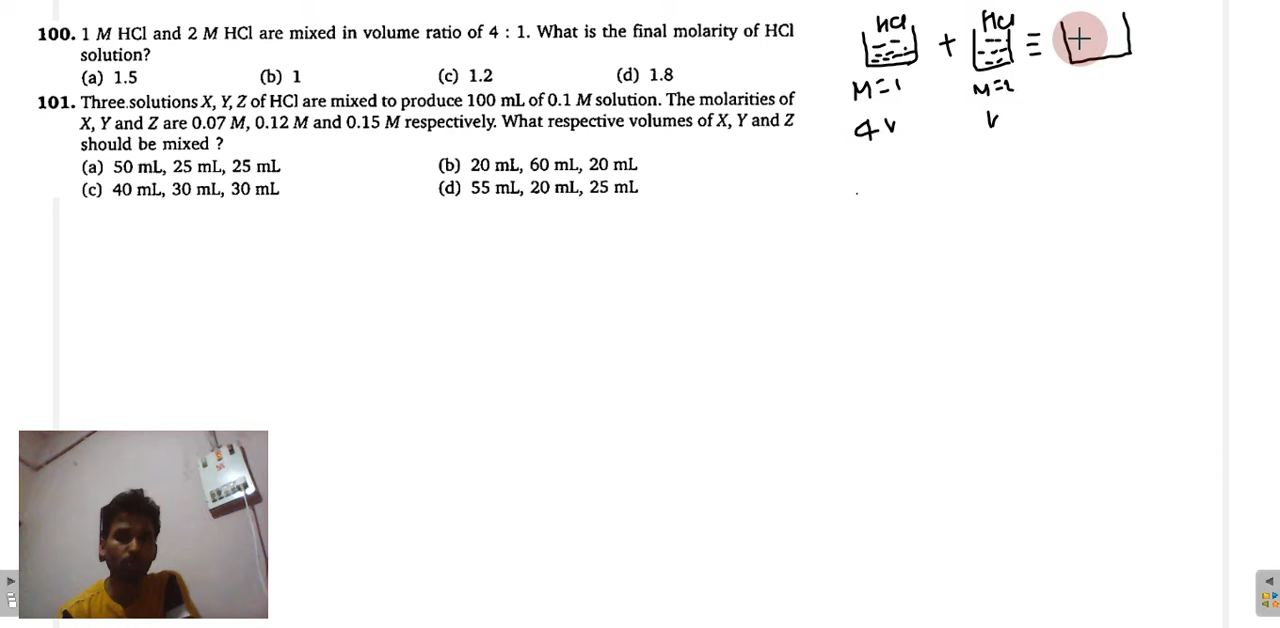 100. 1 M HCl and 2 M HCl are mixed in volume ratio of 4 : 1. What is the final molarity of HCl
solution?
(a) 1.5 (b) 1 (c) 1.2 (d) 1.8
101. Three solutions X, Y, Z of HCl are mixed to produce 100 mL of 0.1 M solution. The molarities of
X, Y and Z are 0.07 M, 0.12 M and 0.15 M respectively. What respective volumes of X, Y and Z
should be mixed ?
(a) 50 mL, 25 mL, 25 mL (b) 20 mL, 60 mL, 20 mL
(c) 40 mL, 30 mL, 30 mL (d) 55 mL, 20 mL, 25 mL
HCl HCl
+ ≡
M=1 M=2
4V V